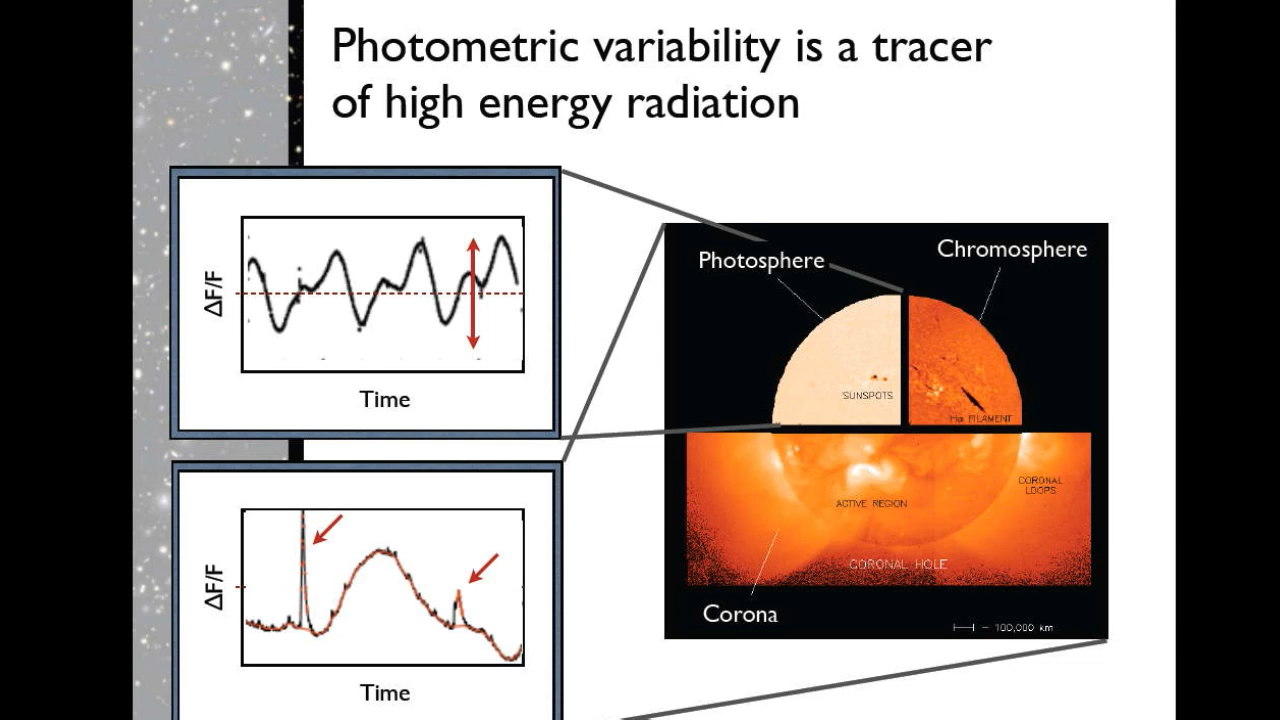 Photometric variability is a tracer
of high energy radiation
ΔF/F
Time
ΔF/F
Time
Photosphere
Chromosphere
SUNSPOTS
Hα FILAMENT
ACTIVE REGION
CORONAL
LOOPS
CORONAL HOLE
Corona
– 100,000 km